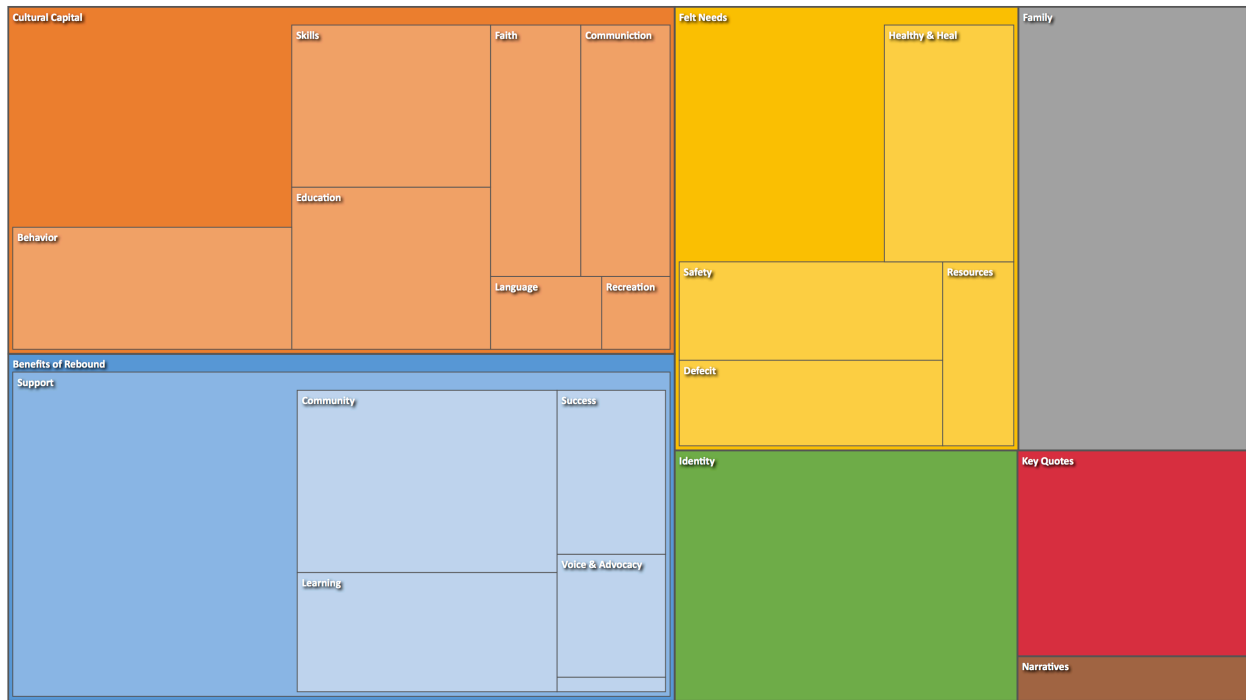 Cultural Capital
Skills
Faith
Communiction
Education
Behavior
Language
Recreation
Benefits of Rebound
Support
Community
Success
Learning
Voice & Advocacy
Felt Needs
Healthy & Heal
Safety
Resources
Defecit
Family
Identity
Key Quotes
Narratives